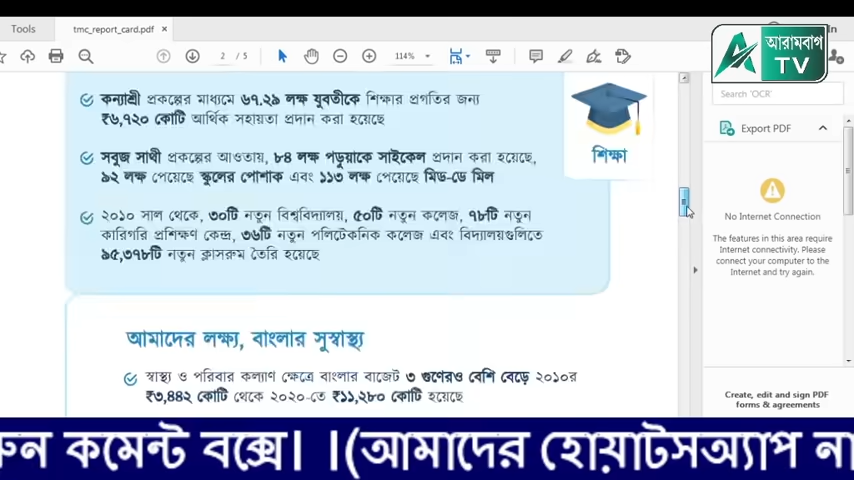 Tools
tmc_report_card.pdf ×
in
2 / 5
114%
আরামবাগ
TV
Search 'OCR'
কন্যাশ্রী প্রকল্পের মাধ্যমে ৬৭.২৯ লক্ষ যুবতীকে শিক্ষার প্রগতির জন্য
₹৬,৭২০ কোটি আর্থিক সহায়তা প্রদান করা হয়েছে
Export PDF
শিক্ষা
সবুজ সাথী প্রকল্পের আওতায়, ৮৪ লক্ষ পড়ুয়াকে সাইকেল প্রদান করা হয়েছে,
৯২ লক্ষ পেয়েছে স্কুলের পোশাক এবং ১১৩ লক্ষ পেয়েছে মিড-ডে মিল
২০১০ সাল থেকে, ৩০টি নতুন বিশ্ববিদ্যালয়, ৫০টি নতুন কলেজ, ৭৮টি নতুন
কারিগরি প্রশিক্ষণ কেন্দ্র, ৩৬টি নতুন পলিটেকনিক কলেজ এবং বিদ্যালয়গুলিতে
৯৫,৩৭৮টি নতুন ক্লাসরুম তৈরি হয়েছে
No Internet Connection
The features in this area require
Internet connectivity. Please
connect your computer to the
Internet and try again.
আমাদের লক্ষ্য, বাংলার সুস্বাস্থ্য
স্বাস্থ্য ও পরিবার কল্যাণ ক্ষেত্রে বাংলার বাজেট ৩ গুণেরও বেশি বেড়ে ২০১০র
₹৩,৪৪২ কোটি থেকে ২০২০-তে ₹১১,২৮০ কোটি হয়েছে
Create, edit and sign PDF
forms & agreements
রুন কমেন্ট বক্সে। ।(আমাদের হোয়াটসঅ্যাপ না